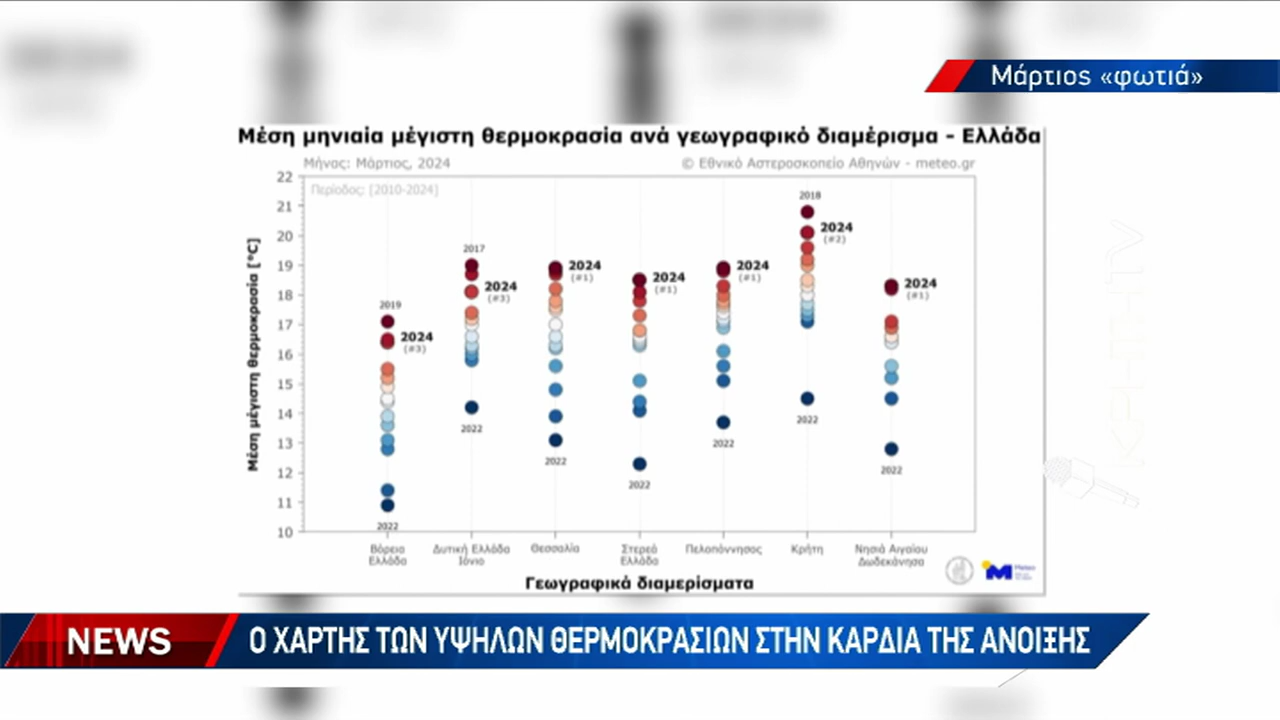 Μάρτιος «φωτιά»
Μέση μηνιαία μέγιστη θερμοκρασία ανά γεωγραφικό διαμέρισμα - Ελλάδα
Μήνας: Μάρτιος, 2024
© Εθνικό Αστεροσκοπείο Αθηνών - meteo.gr
Περίοδος: [2010-2024]
Μέση μέγιστη θερμοκρασία [°C]
22
21
20
19
18
17
16
15
14
13
12
11
10
2019
2024
(#3)
2022
2017
2024
(#3)
2022
2024
(#1)
2022
2024
(#1)
2022
2024
(#1)
2022
2018
2024
(#2)
2022
2024
(#1)
2022
Βόρεια
Ελλάδα
Δυτική Ελλάδα
Ιόνιο
Θεσσαλία
Στερεά
Ελλάδα
Πελοπόννησος
Κρήτη
Νησιά Αιγαίου
Δωδεκάνησα
Γεωγραφικά διαμερίσματα
Meteo
NEWS
Ο ΧΑΡΤΗΣ ΤΩΝ ΥΨΗΛΩΝ ΘΕΡΜΟΚΡΑΣΙΩΝ ΣΤΗΝ ΚΑΡΔΙΑ ΤΗΣ ΑΝΟΙΞΗΣ